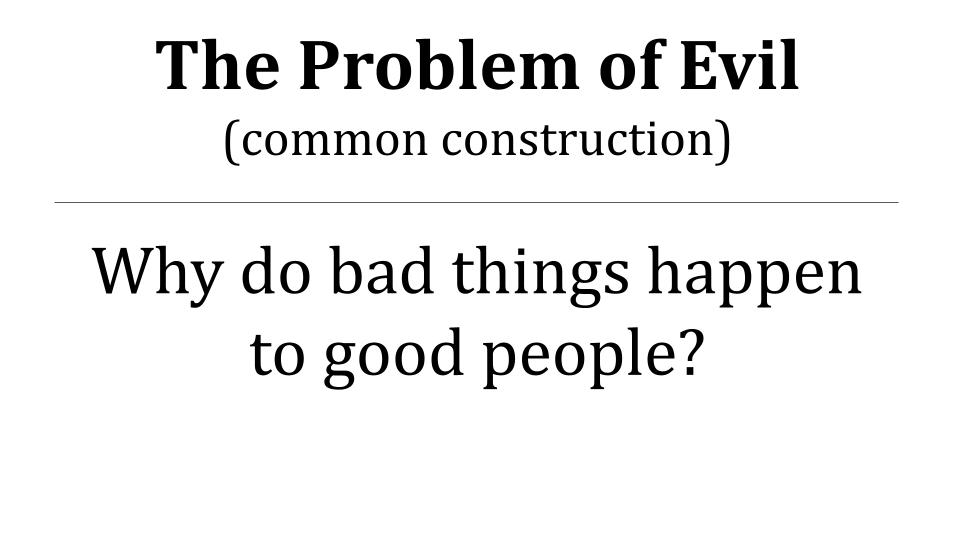 The Problem of Evil
(common construction)
Why do bad things happen
to good people?